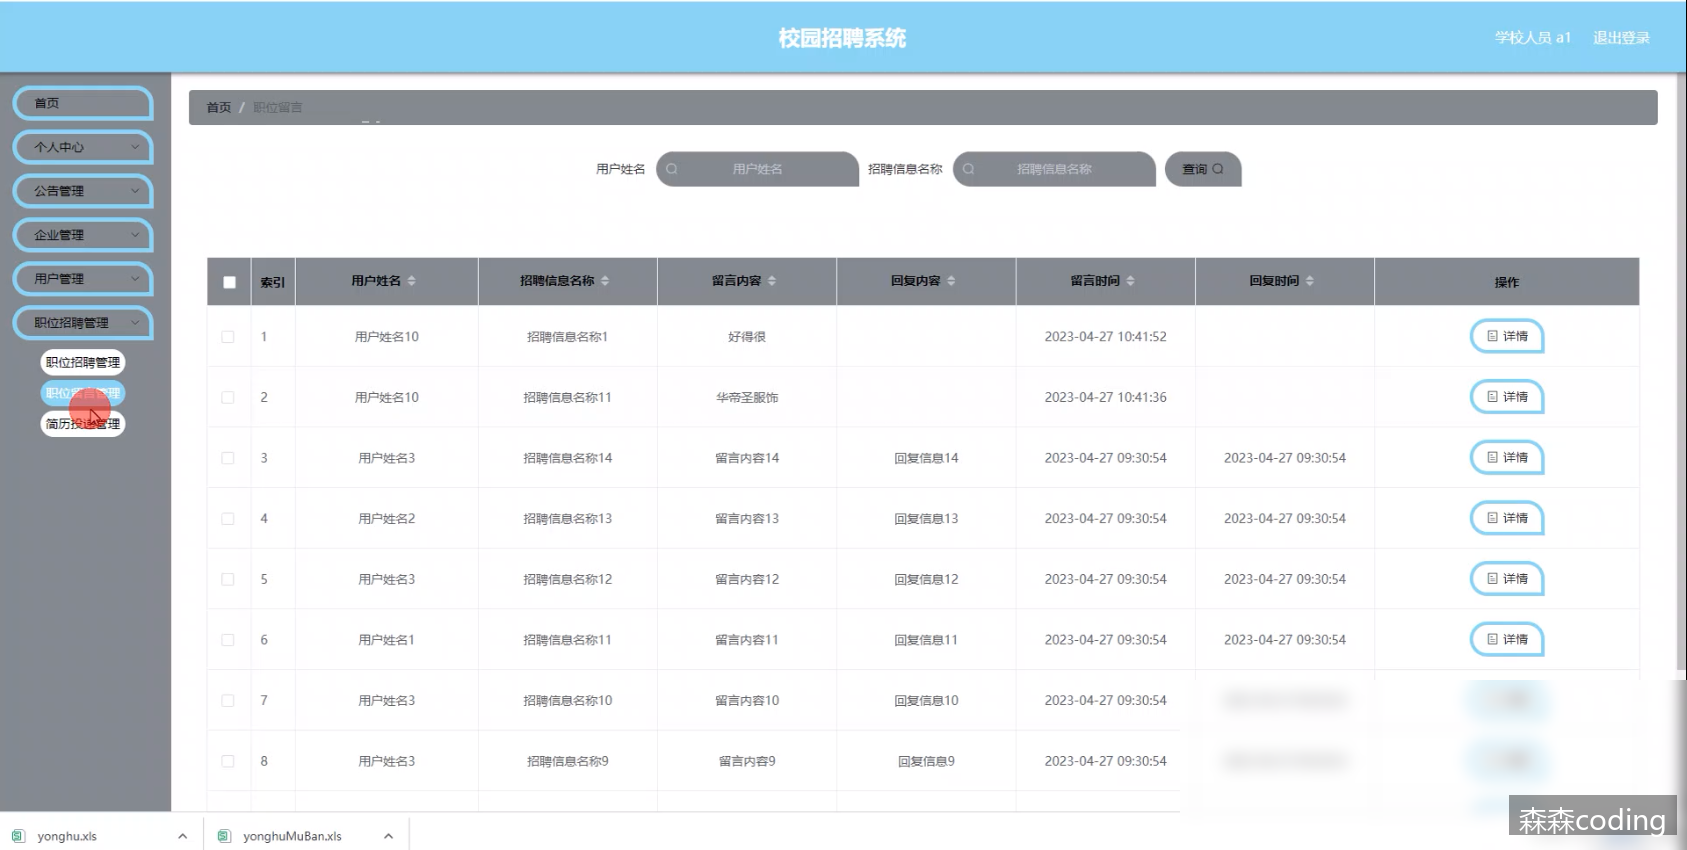 校园招聘系统
学校人员 a1 退出登录
首页
个人中心
公告管理
企业管理
用户管理
职位招聘管理
职位招聘管理
职位留言管理
简历投递管理
首页 / 职位留言
用户姓名 用户姓名 招聘信息名称 招聘信息名称 查询
索引 用户姓名 招聘信息名称 留言内容 回复内容 留言时间 回复时间 操作
1 用户姓名10 招聘信息名称1 好得很 2023-04-27 10:41:52 详情
2 用户姓名10 招聘信息名称11 华帝圣服饰 2023-04-27 10:41:36 详情
3 用户姓名3 招聘信息名称14 留言内容14 回复信息14 2023-04-27 09:30:54 2023-04-27 09:30:54 详情
4 用户姓名2 招聘信息名称13 留言内容13 回复信息13 2023-04-27 09:30:54 2023-04-27 09:30:54 详情
5 用户姓名3 招聘信息名称12 留言内容12 回复信息12 2023-04-27 09:30:54 2023-04-27 09:30:54 详情
6 用户姓名1 招聘信息名称11 留言内容11 回复信息11 2023-04-27 09:30:54 2023-04-27 09:30:54 详情
7 用户姓名3 招聘信息名称10 留言内容10 回复信息10 2023-04-27 09:30:54
8 用户姓名3 招聘信息名称9 留言内容9 回复信息9 2023-04-27 09:30:54
森森coding
yonghu.xls yonghuMuBan.xls